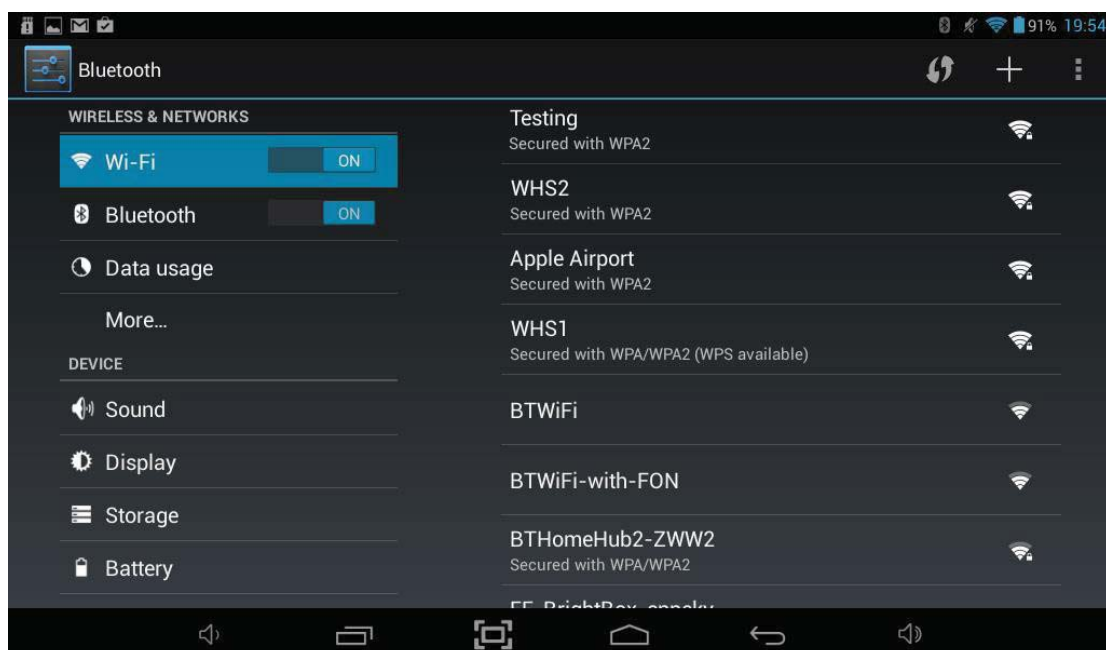 91% 19:54
Bluetooth
WIRELESS & NETWORKS
Wi-Fi ON
Bluetooth ON
Data usage
More...
DEVICE
Sound
Display
Storage
Battery
Testing
Secured with WPA2
WHS2
Secured with WPA2
Apple Airport
Secured with WPA2
WHS1
Secured with WPA/WPA2 (WPS available)
BTWiFi
BTWiFi-with-FON
BTHomeHub2-ZWW2
Secured with WPA/WPA2